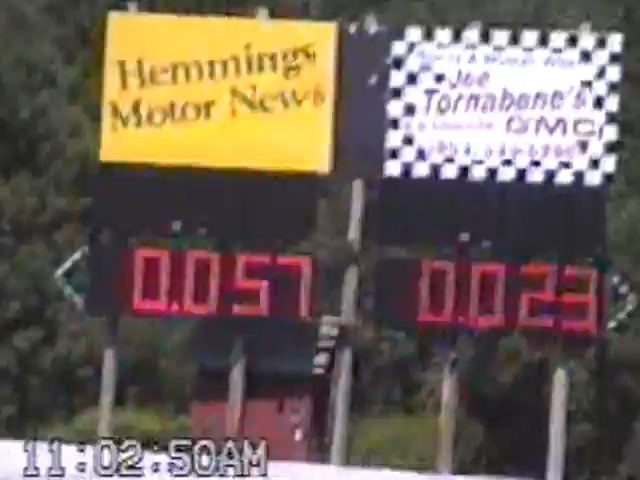 Hemmings
Motor News
Joe
Tornabene's
GMC
0.057
0.023
11:02:50AM